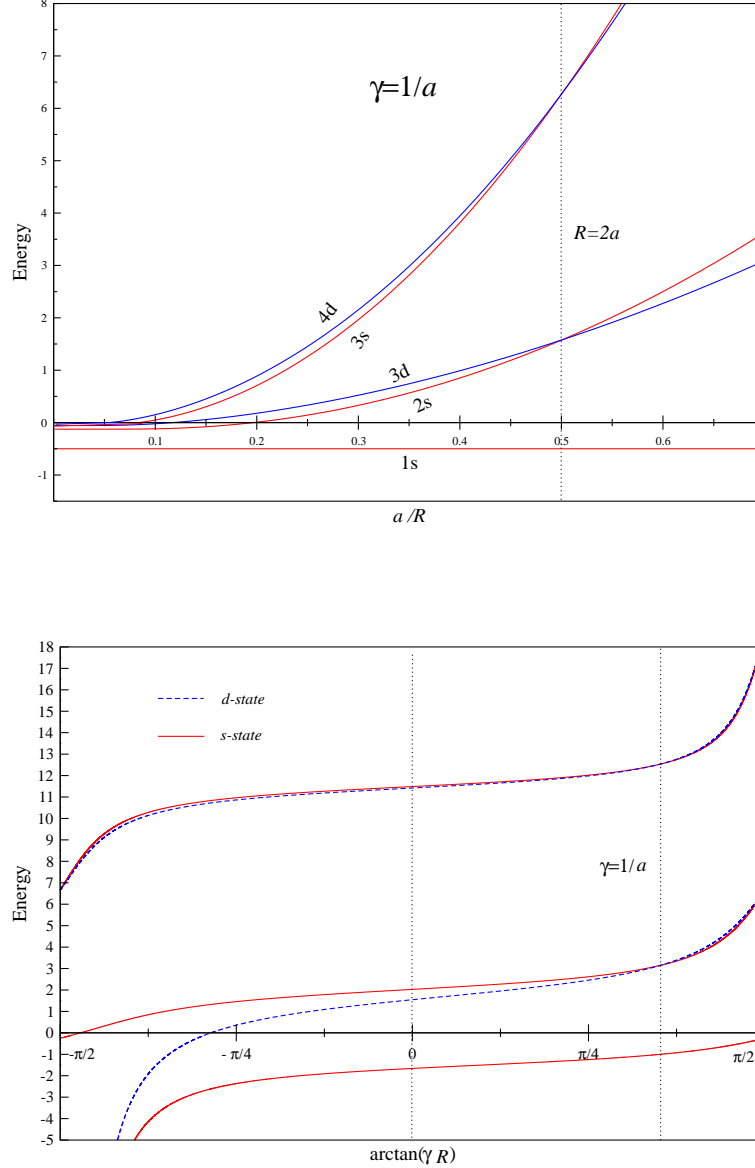 8
7
γ=1/a
6
5
Energy
R=2a
4
3
4d
3s
2
3d
1
2s
0
0.1
0.2
0.3
0.4
0.5
0.6
1s
-1
a/R
18
17
16
d-state
15
14
s-state
13
12
11
10
9
8
γ=1/a
7
Energy
6
5
4
3
2
1
0
-π/2
- π/4
0
π/4
π/2
-1
-2
-3
-4
-5
arctan(γ R)